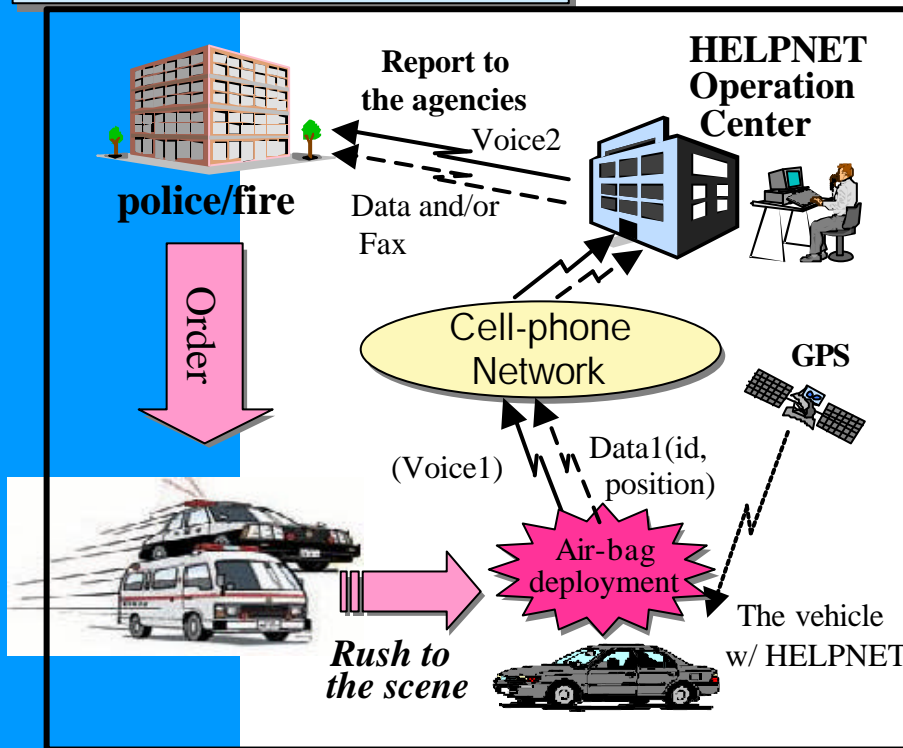 HELPNET
Operation
Center
Report to
the agencies
Voice2
police/fire
Data and/or
Fax
Order
Cell-phone
Network
GPS
(Voice1)
Data1(id,
position)
Air-bag
deployment
The vehicle
w/ HELPNET
Rush to
the scene